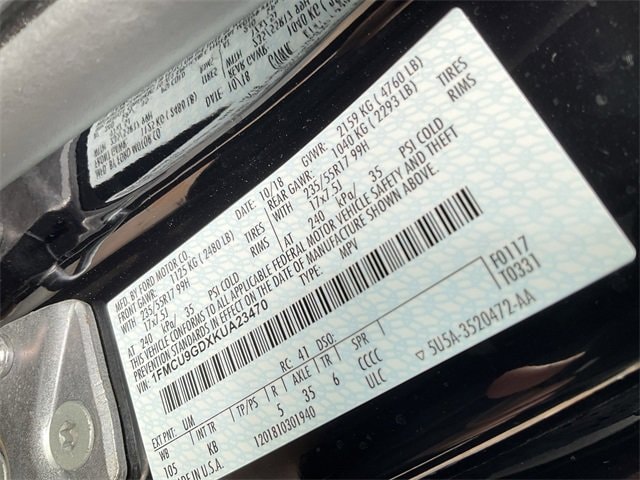 MFD. BY FORD MOTOR CO.
DATE: 10/18 GVWR: 2159 KG ( 4760 LB)
FRONT GAWR: 1125 KG ( 2480 LB) REAR GAWR: 1040 KG ( 2293 LB)
235/55R17 99H TIRES 235/55R17 99H TIRES
WITH 17x7.5J RIMS WITH 17x7.5J RIMS
AT 240 kPa/ 35 PSI COLD AT 240 kPa/ 35 PSI COLD
THIS VEHICLE CONFORMS TO ALL APPLICABLE FEDERAL MOTOR VEHICLE SAFETY AND THEFT
PREVENTION STANDARDS IN EFFECT ON THE DATE OF MANUFACTURE SHOWN ABOVE.
1FMCU9GDXKUA23470 TYPE: MPV
F0117
T0331
EXT PNT: UM RC: 41 DSO:
WB INT TR TP/PS R AXLE TR SPR
105 KB 5 35 6 CCCC
MADE IN U.S.A. 120181030194O ULC
5U5A-3520472-AA